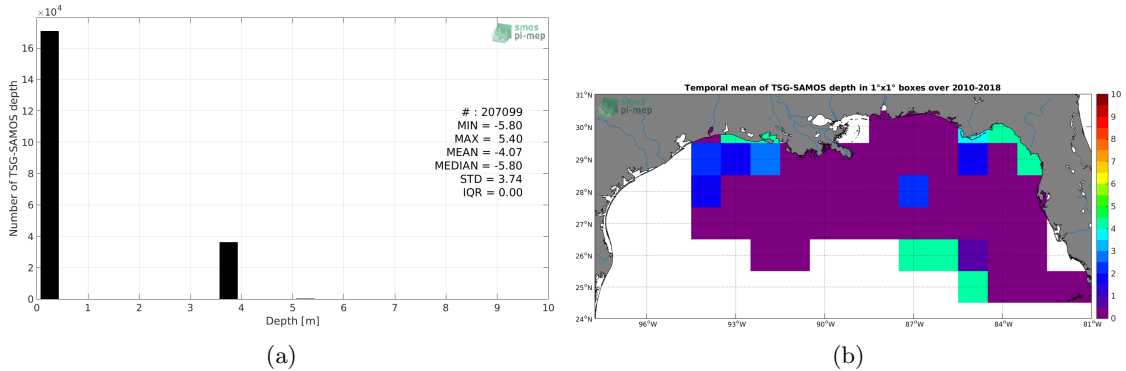 ×10⁴
16
14
12
10
8
6
4
2
0
Number of TSG-SAMOS depth
smos
pi-mep
# : 207099
MIN = -5.80
MAX = 5.40
MEAN = -4.07
MEDIAN = -5.80
STD = 3.74
IQR = 0.00
0 1 2 3 4 5 6 7 8 9 10
Depth [m]
(a)
Temporal mean of TSG-SAMOS depth in 1°x1° boxes over 2010-2018
smos
pi-mep
31°N
30°N
29°N
28°N
27°N
26°N
25°N
24°N
96°W 93°W 90°W 87°W 84°W 81°W
10
9
8
7
6
5
4
3
2
1
0
(b)